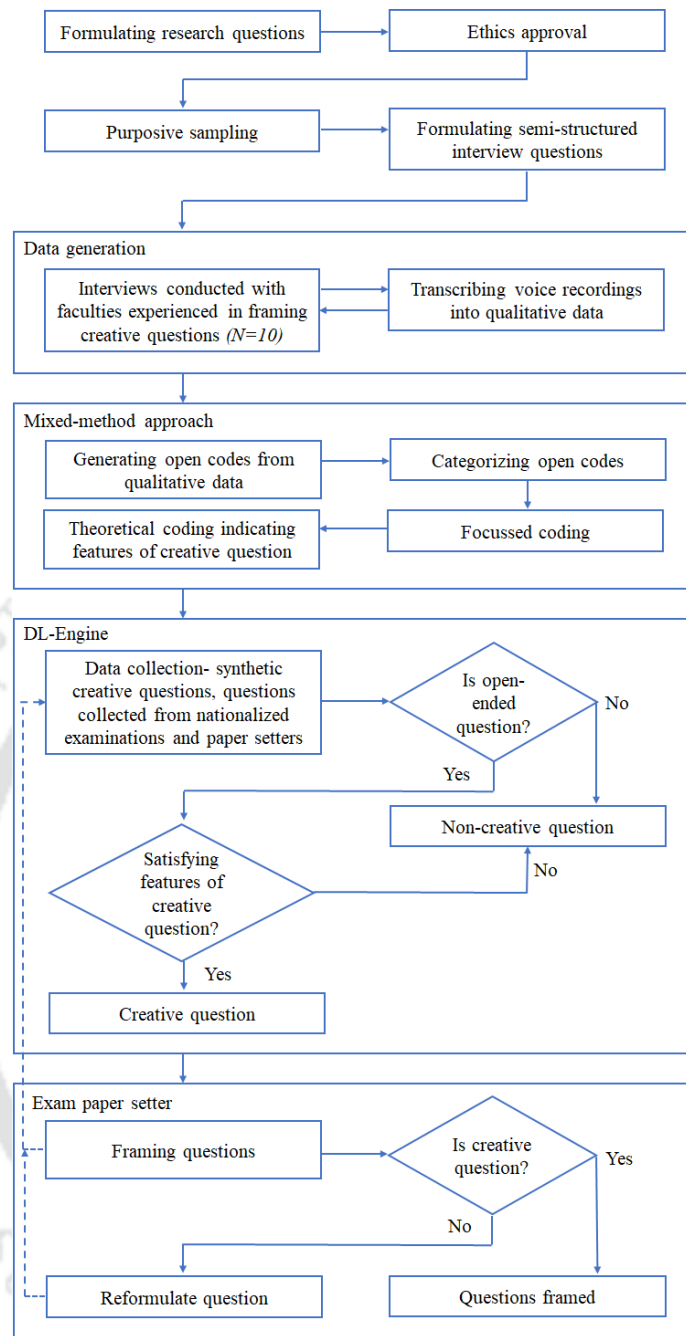 Formulating research questions
Ethics approval
Purposive sampling
Formulating semi-structured
interview questions
Data generation
Interviews conducted with
faculties experienced in framing
creative questions (N=10)
Transcribing voice recordings
into qualitative data
Mixed-method approach
Generating open codes from
qualitative data
Categorizing open codes
Theoretical coding indicating
features of creative question
Focussed coding
DL-Engine
Data collection- synthetic
creative questions, questions
collected from nationalized
examinations and paper setters
Is open-
ended
question?
No
Yes
Non-creative question
Satisfying
features of
creative
question?
No
Yes
Creative question
Exam paper setter
Framing questions
Is creative
question?
Yes
No
Reformulate question
Questions framed